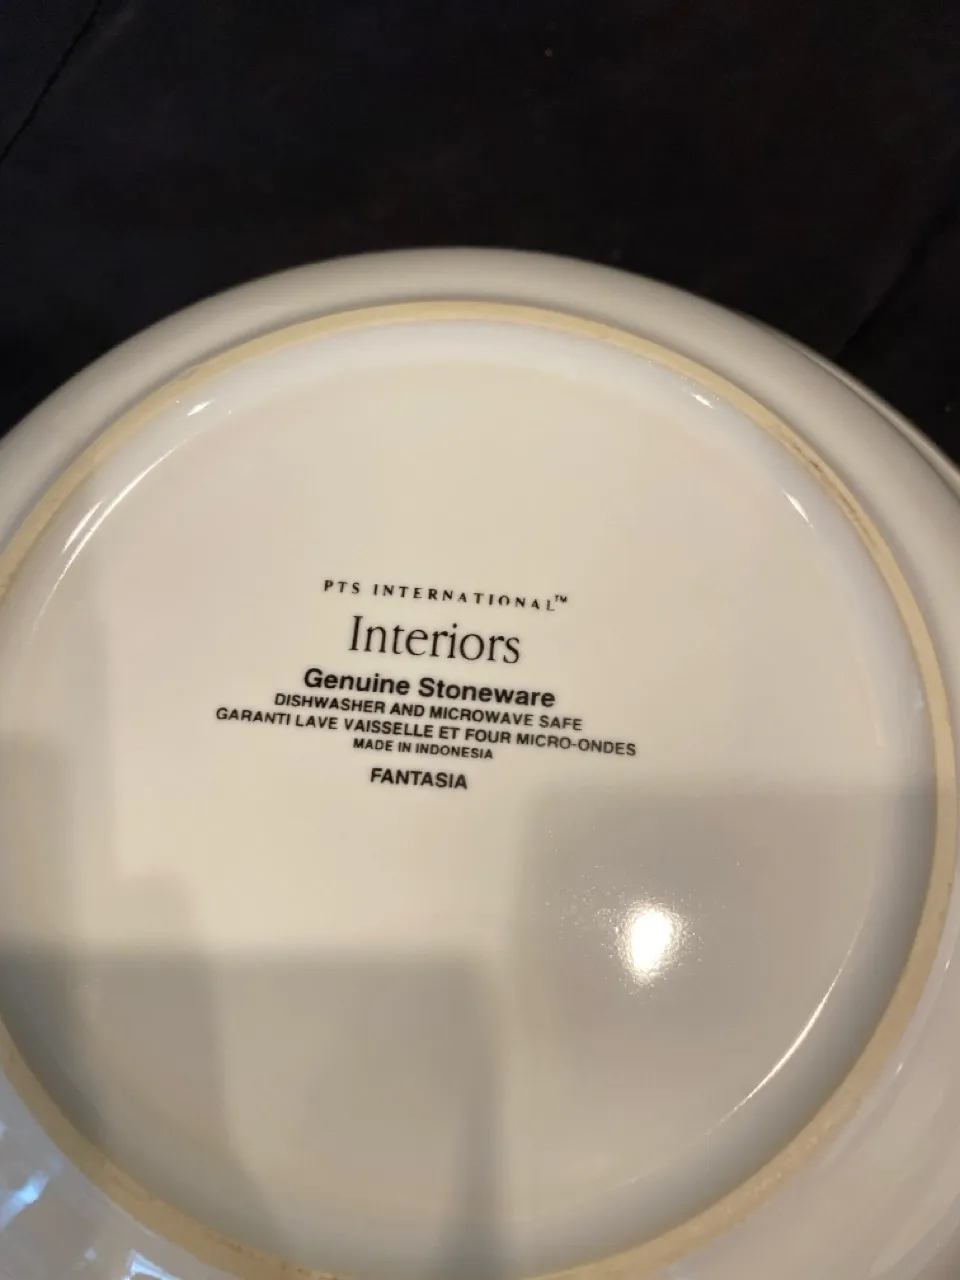 PTS INTERNATIONAL™
Interiors
Genuine Stoneware
DISHWASHER AND MICROWAVE SAFE
GARANTI LAVE VAISSELLE ET FOUR MICRO-ONDES
MADE IN INDONESIA
FANTASIA